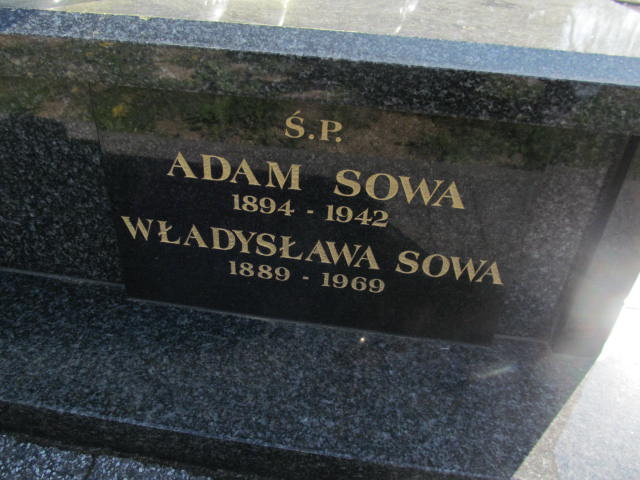 Ś.P.
ADAM SOWA
1894 - 1942
WŁADYSŁAWA SOWA
1889 - 1969